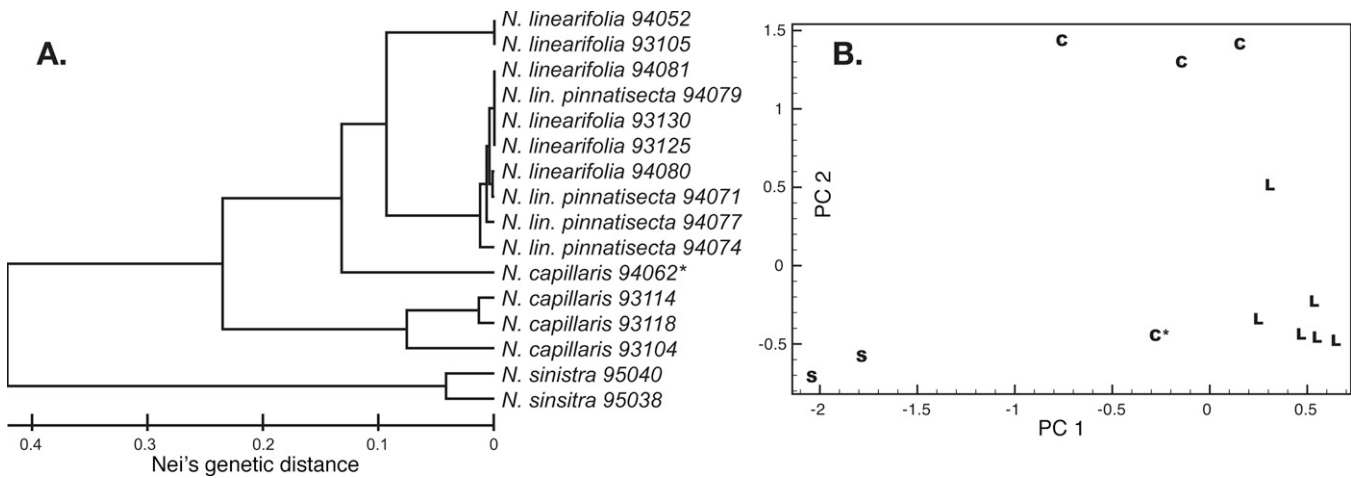 A.
N. linearifolia 94052
N. linearifolia 93105
N. linearifolia 94081
N. lin. pinnatisecta 94079
N. linearifolia 93130
N. linearifolia 93125
N. linearifolia 94080
N. lin. pinnatisecta 94071
N. lin. pinnatisecta 94077
N. lin. pinnatisecta 94074
N. capillaris 94062*
N. capillaris 93114
N. capillaris 93118
N. capillaris 93104
N. sinistra 95040
N. sinsitra 95038
0.4 0.3 0.2 0.1 0
Nei's genetic distance
B.
1.5
1
0.5
0
-0.5
PC 2
C
C
C
L
L
L
C*
L
L
L
S
S
-2 -1.5 -1 -0.5 0 0.5
PC 1